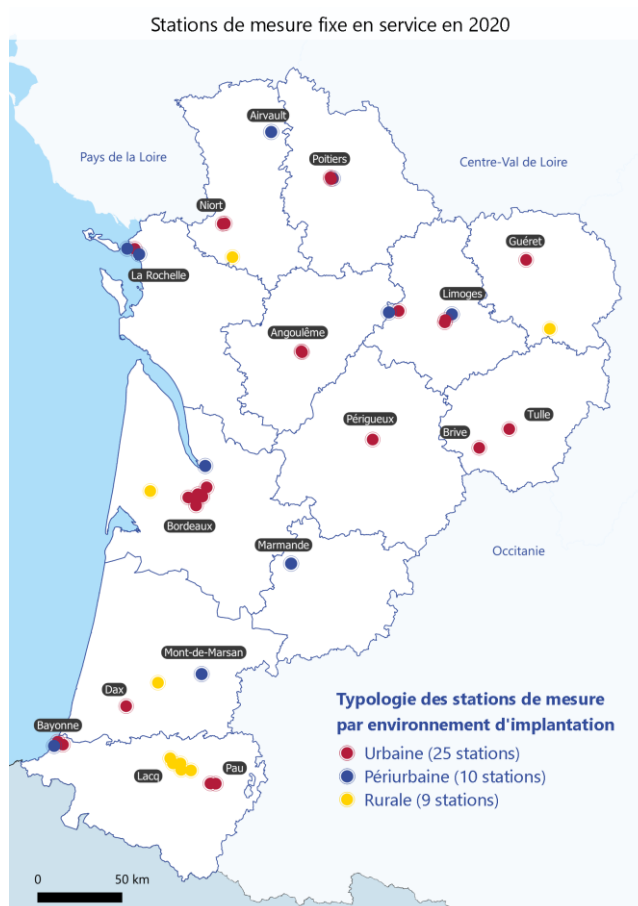 Stations de mesure fixe en service en 2020
Airvault
Pays de la Loire
Poitiers
Centre-Val de Loire
Niort
Guéret
La Rochelle
Limoges
Angoulême
Périgueux
Tulle
Brive
Bordeaux
Marmande
Occitanie
Mont-de-Marsan
Dax
Typologie des stations de mesure
par environnement d'implantation
Bayonne
Urbaine (25 stations)
Lacq
Pau
Périurbaine (10 stations)
Rurale (9 stations)
0 50 km